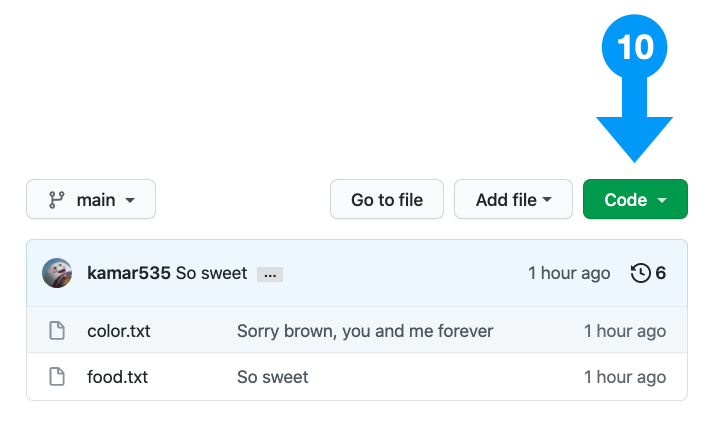 10
main Go to file Add file Code
kamar535 So sweet ... 1 hour ago 6
color.txt Sorry brown, you and me forever 1 hour ago
food.txt So sweet 1 hour ago